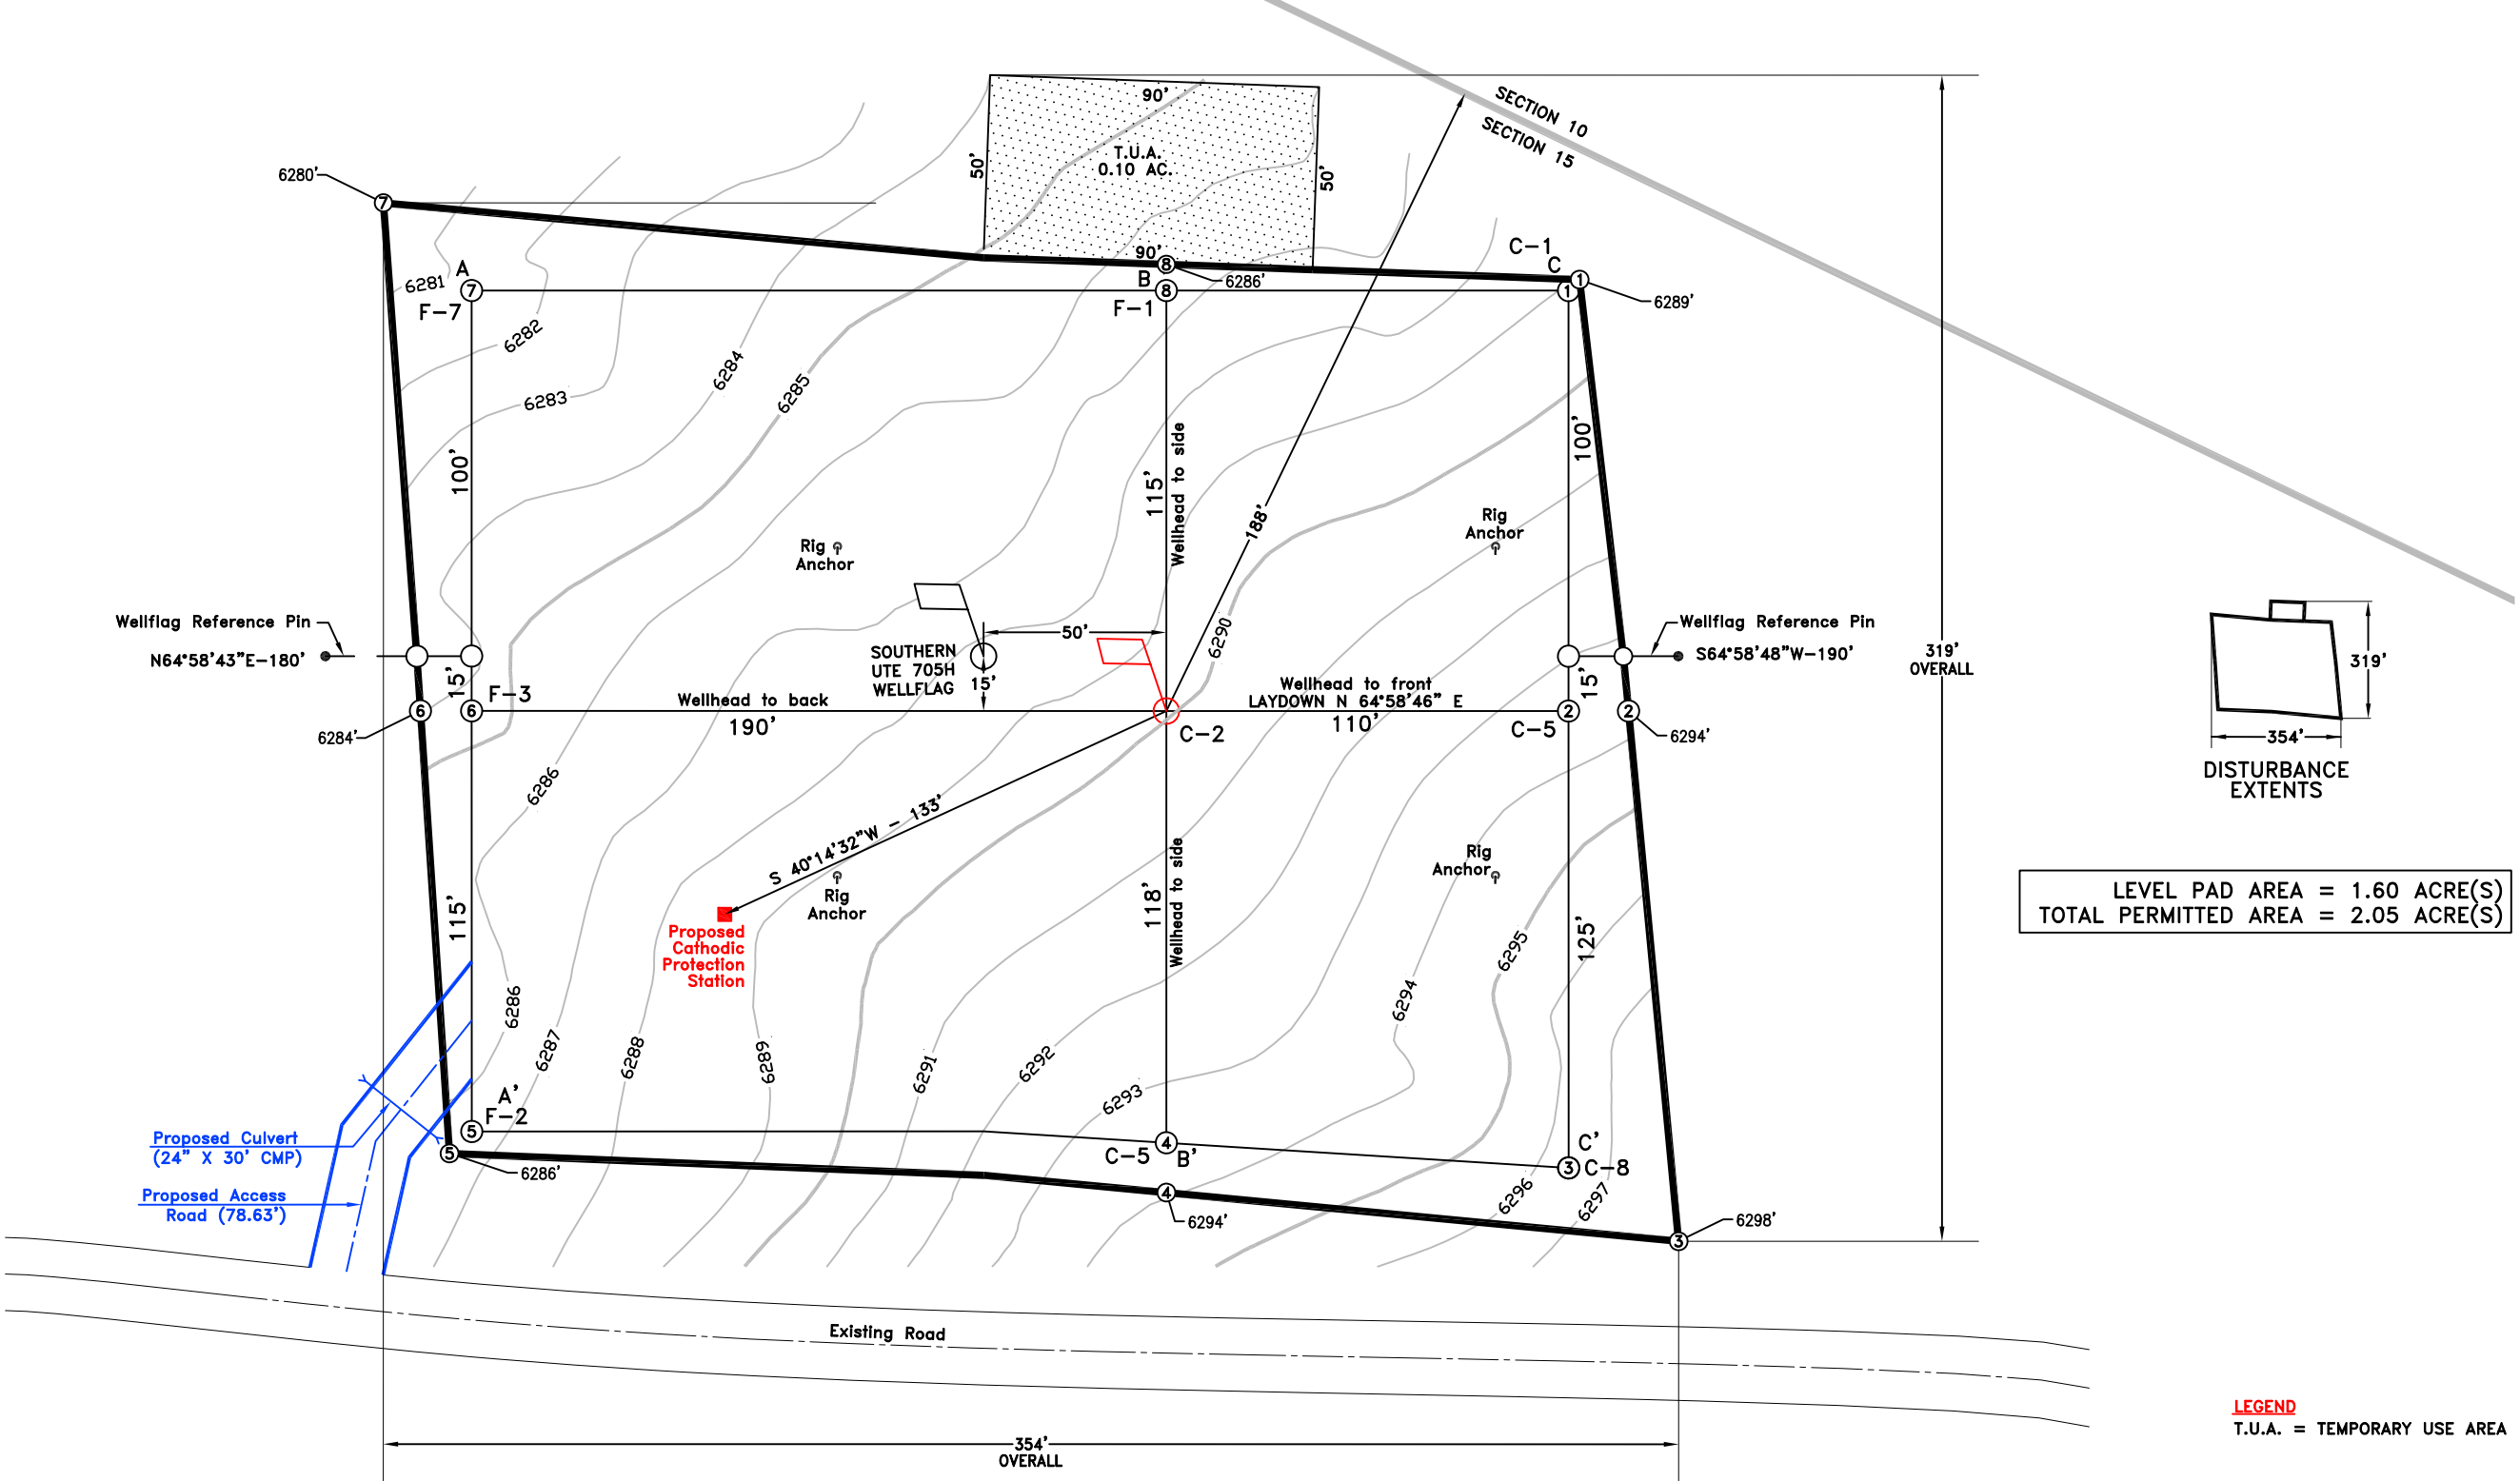 SECTION 10
SECTION 15
90'
50'
T.U.A.
0.10 AC.
50'
90'
6280'
7
C-1
C
8
1
6286'
6289'
A
B
7
8
1
F-7
F-1
6281
6282
6283
6284
6285
100'
115'
Wellhead to side
188'
100'
Rig
Anchor
Rig
Anchor
Wellflag Reference Pin
N64°58'43"E-180'
Wellflag Reference Pin
S64°58'48"W-190'
50'
SOUTHERN
UTE 705H
WELLFLAG
15'
6290
15'
F-3
15'
Wellhead to back
190'
Wellhead to front
LAYDOWN N 64°58'46" E
110'
6
6
2
2
C-2
C-5
6284'
6294'
319'
OVERALL
319'
354'
DISTURBANCE
EXTENTS
6286
S 40°14'32"W - 133'
Rig
Anchor
Rig
Anchor
Proposed
Cathodic
Protection
Station
115'
118'
Wellhead to side
125'
LEVEL PAD AREA = 1.60 ACRE(S)
TOTAL PERMITTED AREA = 2.05 ACRE(S)
6286
6287
6288
6289
6291
6292
6293
6294
6295
6296
6297
A'
F-2
5
5
6286'
C-5
4
B'
C'
3
C-8
4
6294'
6298'
3
Proposed Culvert
(24" X 30' CMP)
Proposed Access
Road (78.63')
Existing Road
354'
OVERALL
LEGEND
T.U.A. = TEMPORARY USE AREA